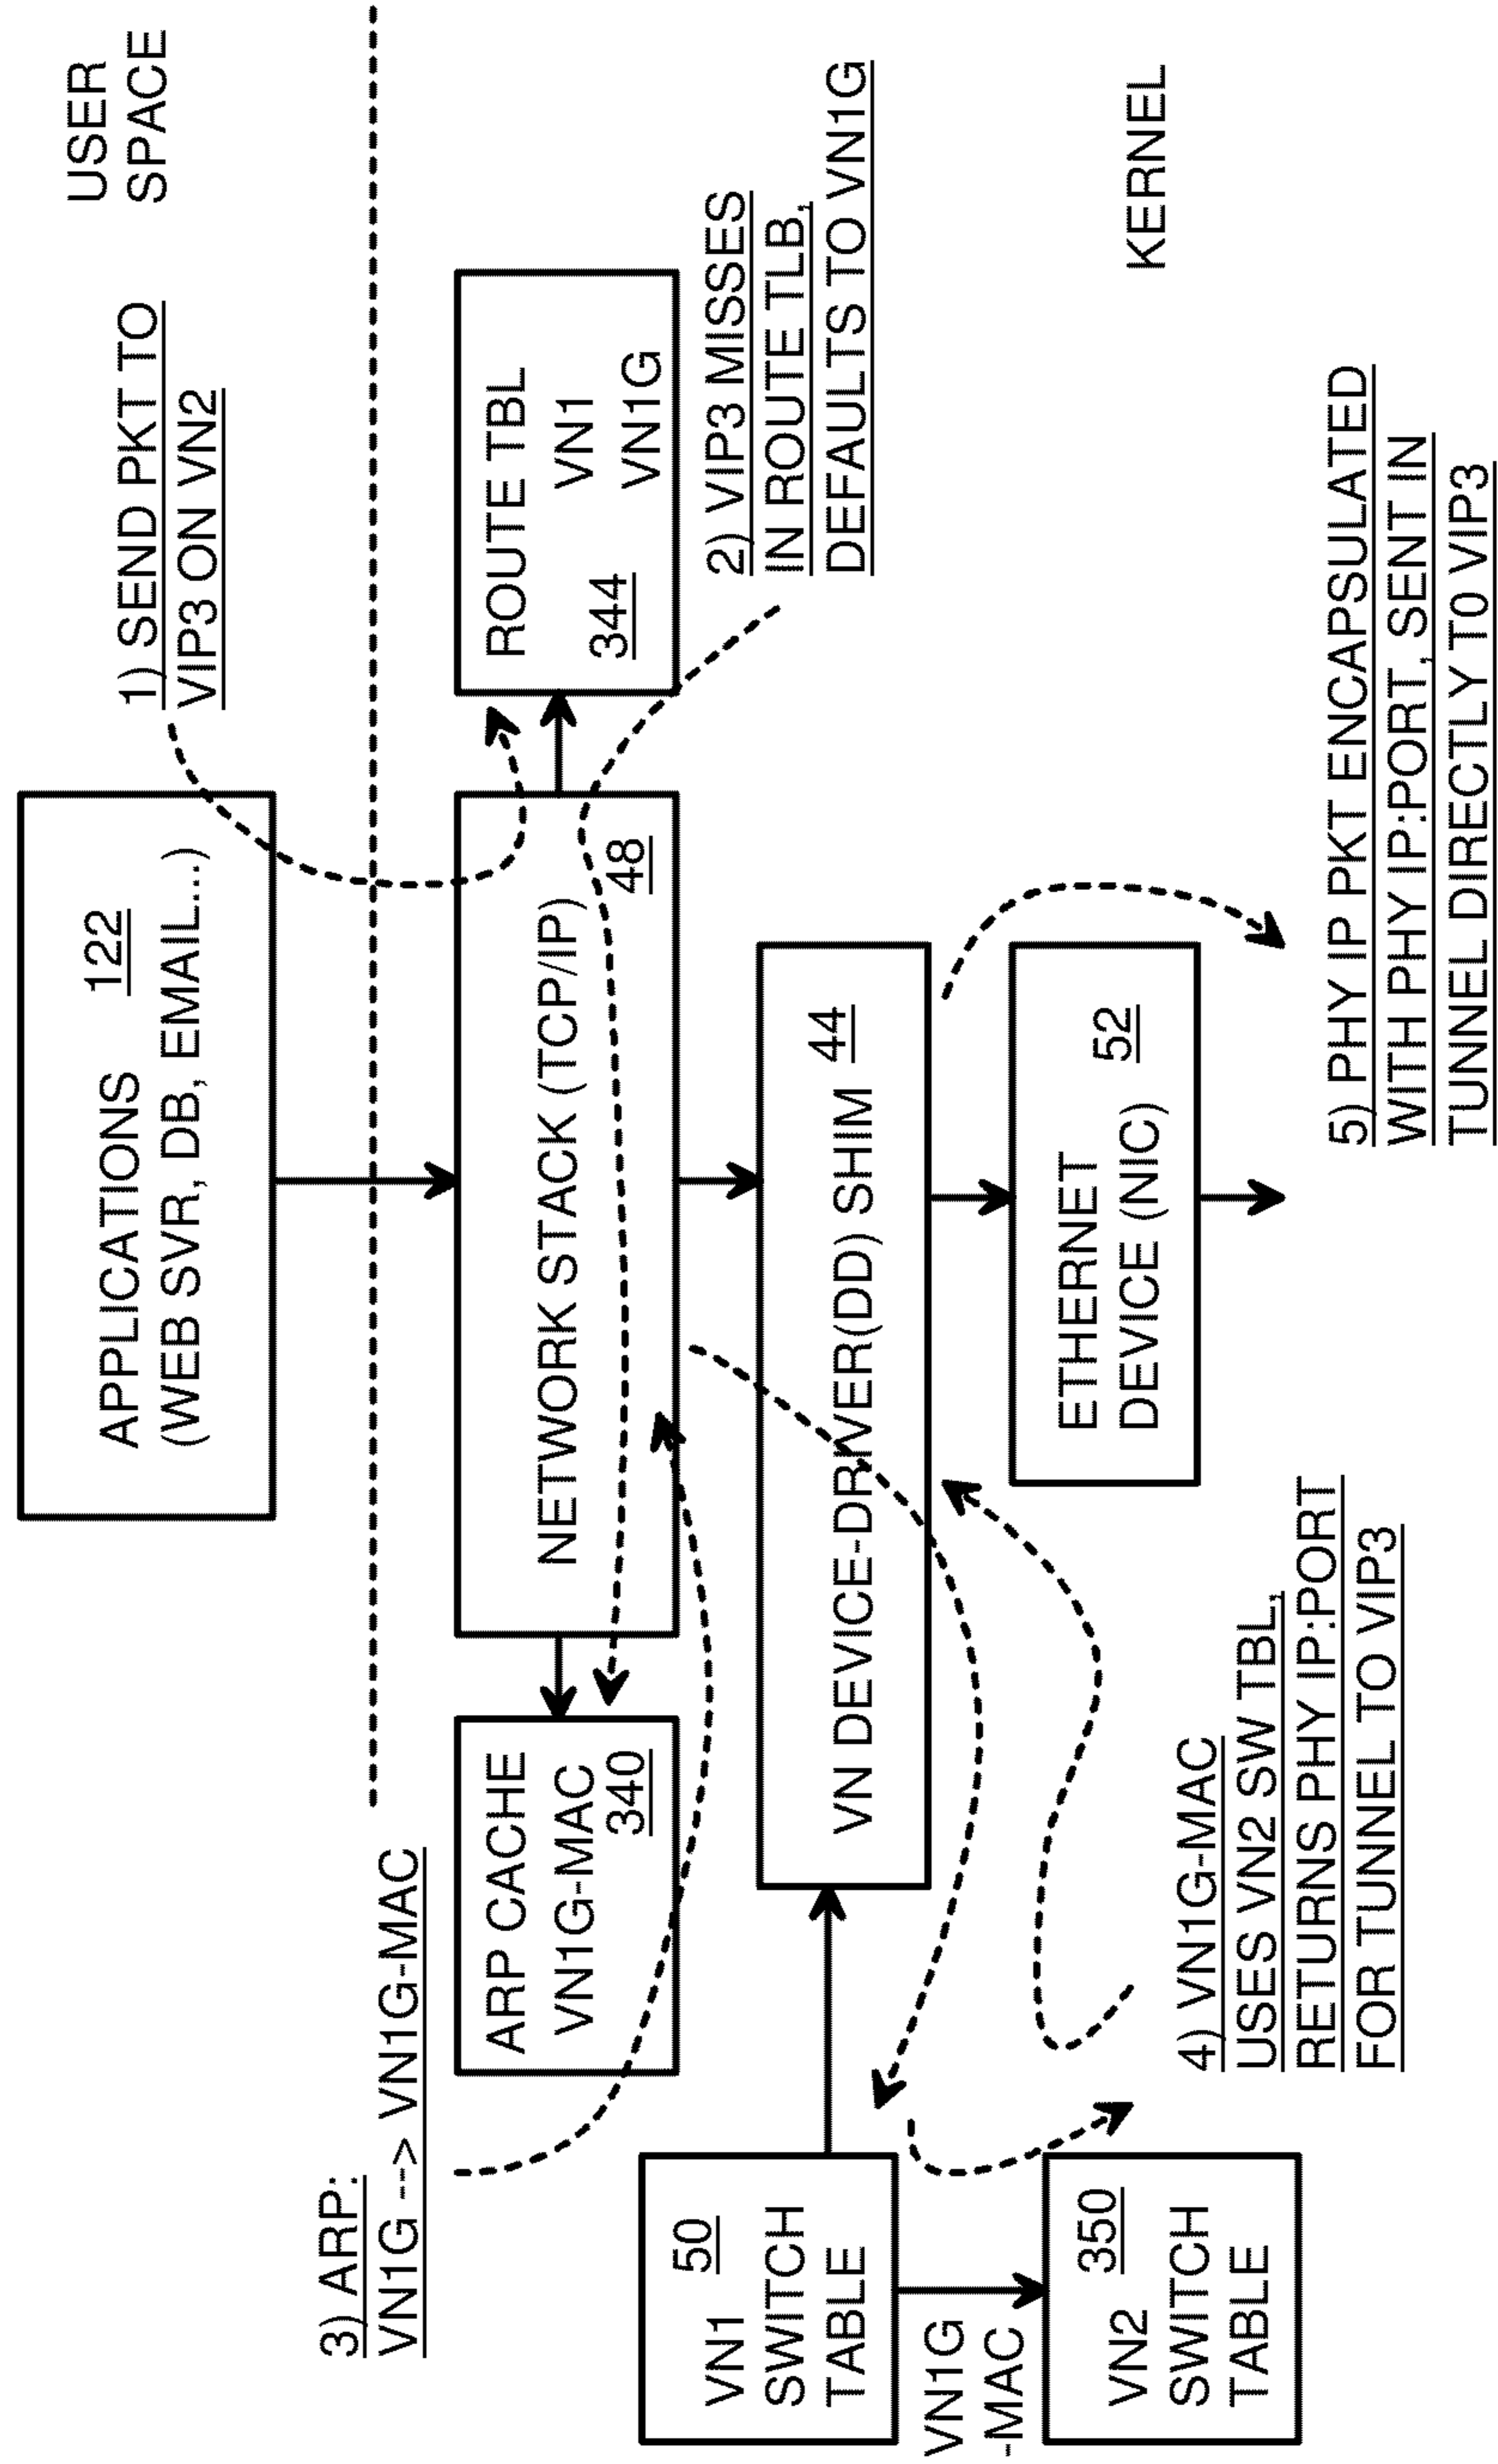 APPLICATIONS 122
(WEB SVR, DB, EMAIL...)
1) SEND PKT TO
VIP3 ON VN2
USER
SPACE
3) ARP:
VN1G --> VN1G-MAC
ARP CACHE
VN1G-MAC
340
NETWORK STACK (TCP/IP)
48
ROUTE TBL
VN1
344 VN1G
2) VIP3 MISSES
IN ROUTE TLB,
DEFAULTS TO VN1G
50
VN1
SWITCH
TABLE
VN DEVICE-DRIVER(DD) SHIM 44
VN1G
-MAC
350
VN2
SWITCH
TABLE
ETHERNET
DEVICE (NIC) 52
KERNEL
4) VN1G-MAC
USES VN2 SW TBL,
RETURNS PHY IP:PORT
FOR TUNNEL TO VIP3
5) PHY IP PKT ENCAPSULATED
WITH PHY IP:PORT, SENT IN
TUNNEL DIRECTLY T0 VIP3